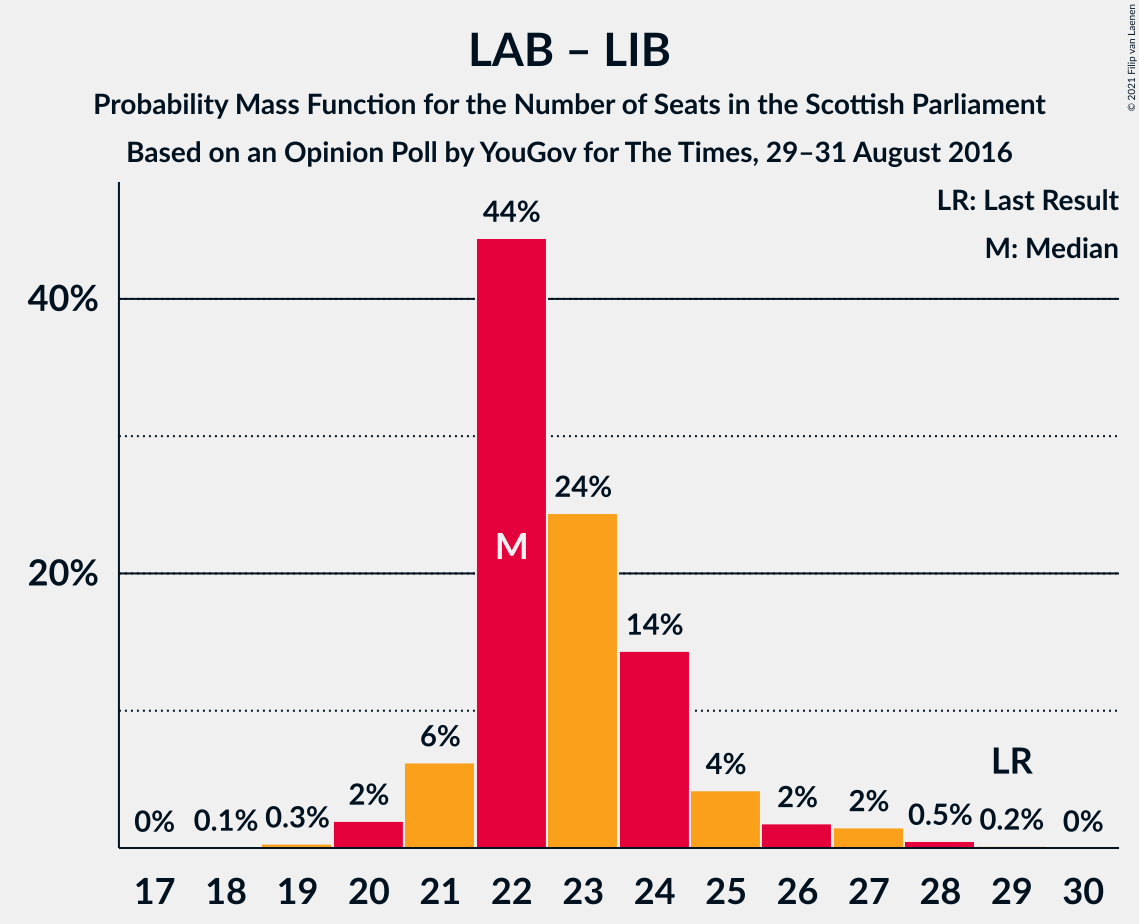 LAB – LIB
Probability Mass Function for the Number of Seats in the Scottish Parliament
Based on an Opinion Poll by YouGov for The Times, 29–31 August 2016
© 2021 Filip van Laenen
LR: Last Result
M: Median
40%
20%
0%
0.1%
0.3%
2%
6%
44%
M
24%
14%
4%
2%
2%
0.5%
LR
0.2%
0%
17 18 19 20 21 22 23 24 25 26 27 28 29 30